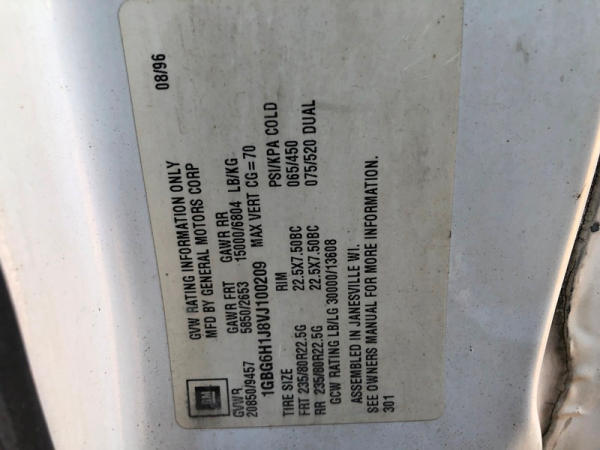 08/96
GVW RATING INFORMATION ONLY
MFD BY GENERAL MOTORS CORP
GM
GVWR GAWR FRT GAWR RR
20850/9457 5850/2653 15000/6804 LB/KG
1GBG6H1J8VJ100209 MAX VERT CG=70
TIRE SIZE RIM PSI/KPA COLD
FRT 235/80R22.5G 22.5X7.50BC 065/450
RR 235/80R22.5G 22.5X7.50BC 075/520 DUAL
GCW RATING LB/LG 30000/13608
ASSEMBLED IN JANESVILLE WI.
SEE OWNERS MANUAL FOR MORE INFORMATION.
301